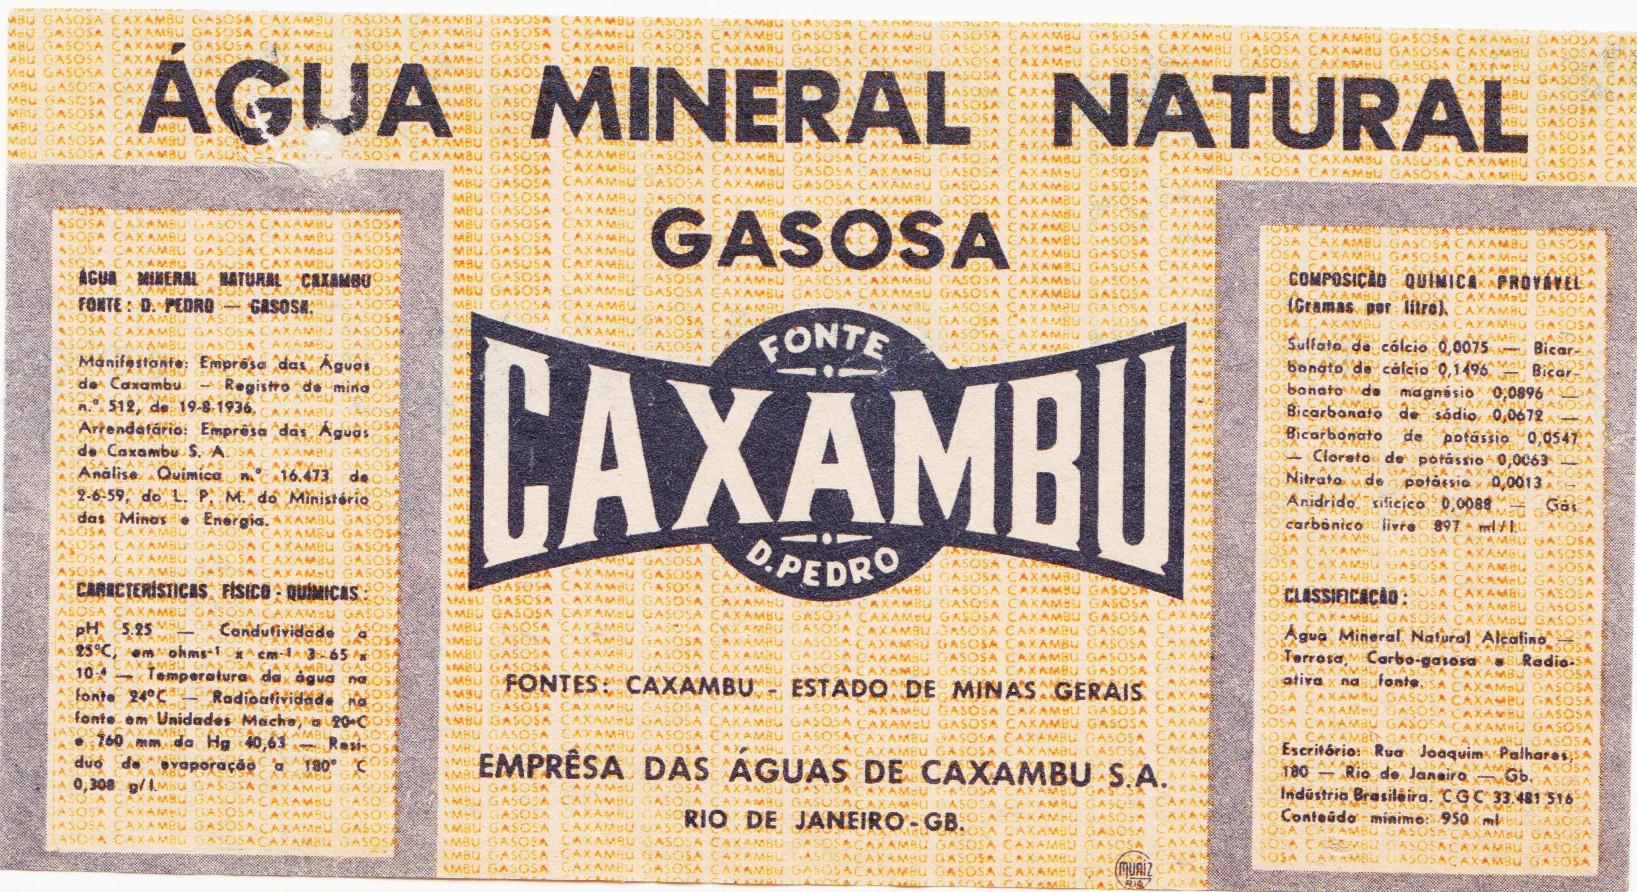 ÁGUA MINERAL NATURAL
GASOSA
FONTE
CAXAMBU
D. PEDRO
FONTES: CAXAMBU - ESTADO DE MINAS GERAIS
EMPRÊSA DAS ÁGUAS DE CAXAMBU S.A.
RIO DE JANEIRO-GB.
MUNIZ
RIO
ÁGUA MINERAL NATURAL CAXAMBU
FONTE: D. PEDRO — GASOSA.
Manifestante: Emprêsa das Águas
de Caxambu — Registro de mina
n.º 512, de 19-8-1936.
Arrendatário: Emprêsa das Águas
de Caxambu S. A.
Análise Química n.º 16.473 de
2-6-59, do L. P. M. do Ministério
das Minas e Energia.
CARACTERÍSTICAS FÍSICO-QUÍMICAS:
pH 5.25 — Condutividade a
25ºC, em ohms⁻¹ x cm⁻¹ 3-65 x
10⁻⁴ — Temperatura da água na
fonte 24ºC — Radioatividade na
fonte em Unidades Mache, a 20ºC
e 760 mm da Hg 40,63 — Resi-
duo de evaporação a 180º C
0,308 g/l.
COMPOSIÇÃO QUÍMICA PROVÁVEL
(Gramas por litro).
Sulfato de cálcio 0,0075 — Bicar-
bonato de cálcio 0,1496 — Bicar-
bonato de magnésio 0,0896 —
Bicarbonato de sódio 0,0672 —
Bicarbonato de potássio 0,0547
— Cloreto de potássio 0,0063 —
Nitrato de potássio 0,0013 —
Anidrido silícico 0,0088 — Gás
carbônico livre 897 ml/l.
CLASSIFICAÇÃO:
Água Mineral Natural Alcalino —
Terrosa, Carbo-gasosa e Radio-
ativa na fonte.
Escritório: Rua Joaquim Palhares,
180 — Rio de Janeiro — Gb.
Indústria Brasileira. CGC 33.481 516
Conteúdo mínimo: 950 ml